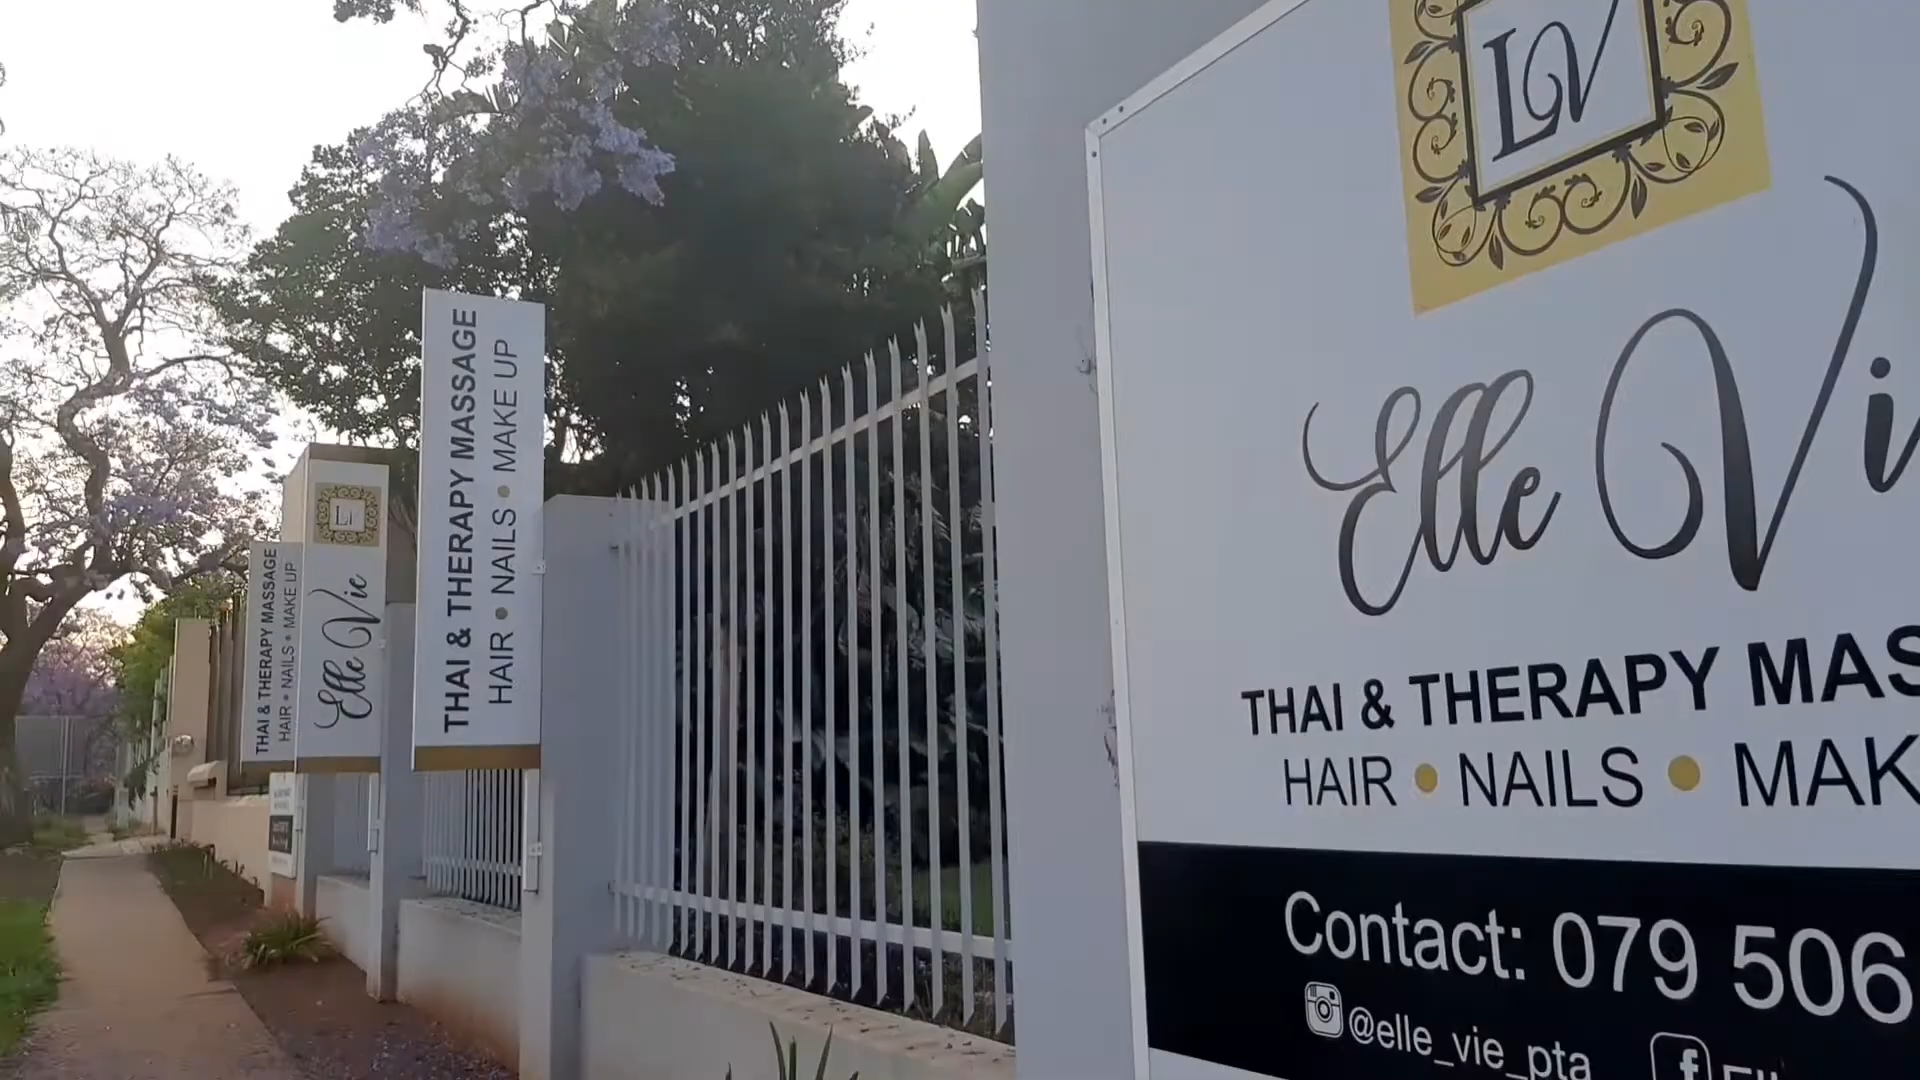 LV
Elle Vi
THAI & THERAPY MAS
HAIR • NAILS • MAK
Contact: 079 506
@elle_vie_pta
THAI & THERAPY MASSAGE
HAIR • NAILS • MAKE UP
Elle Vie
THAI & THERAPY MASSAGE
HAIR • NAILS • MAKE UP